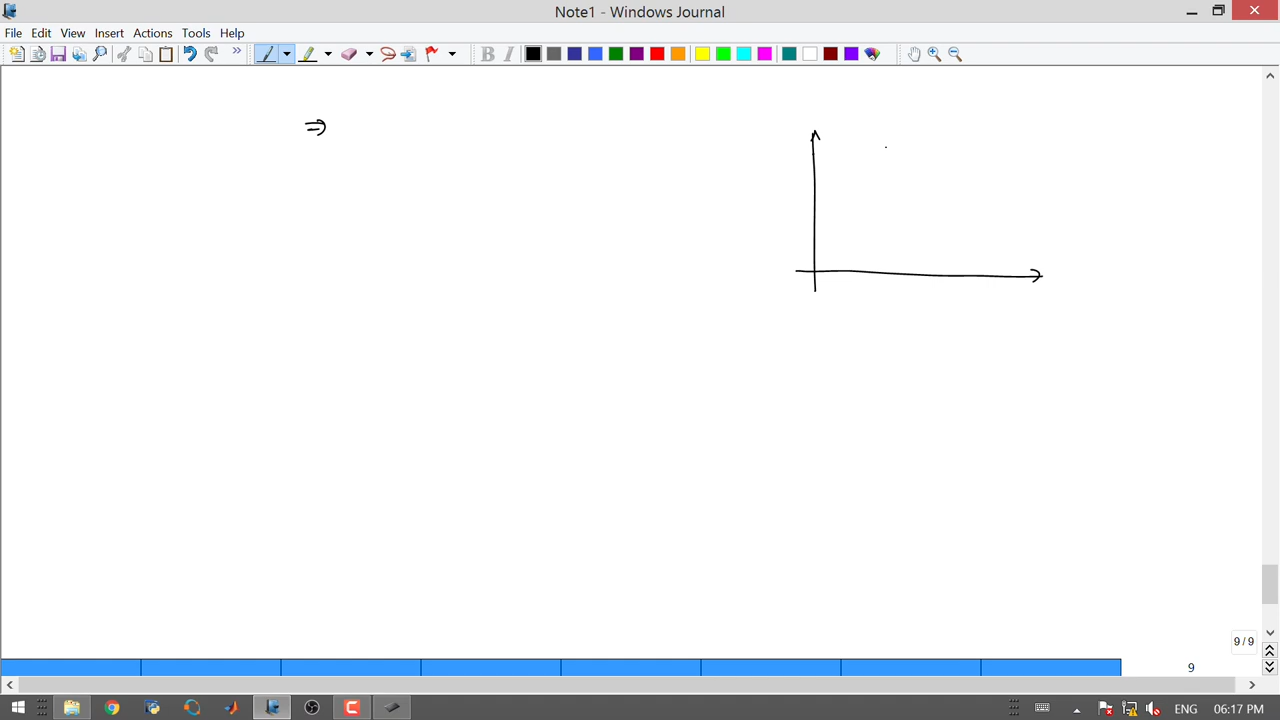 Note1 - Windows Journal
File Edit View Insert Actions Tools Help
» B I
⇒
9 / 9
9
ENG 06:17 PM